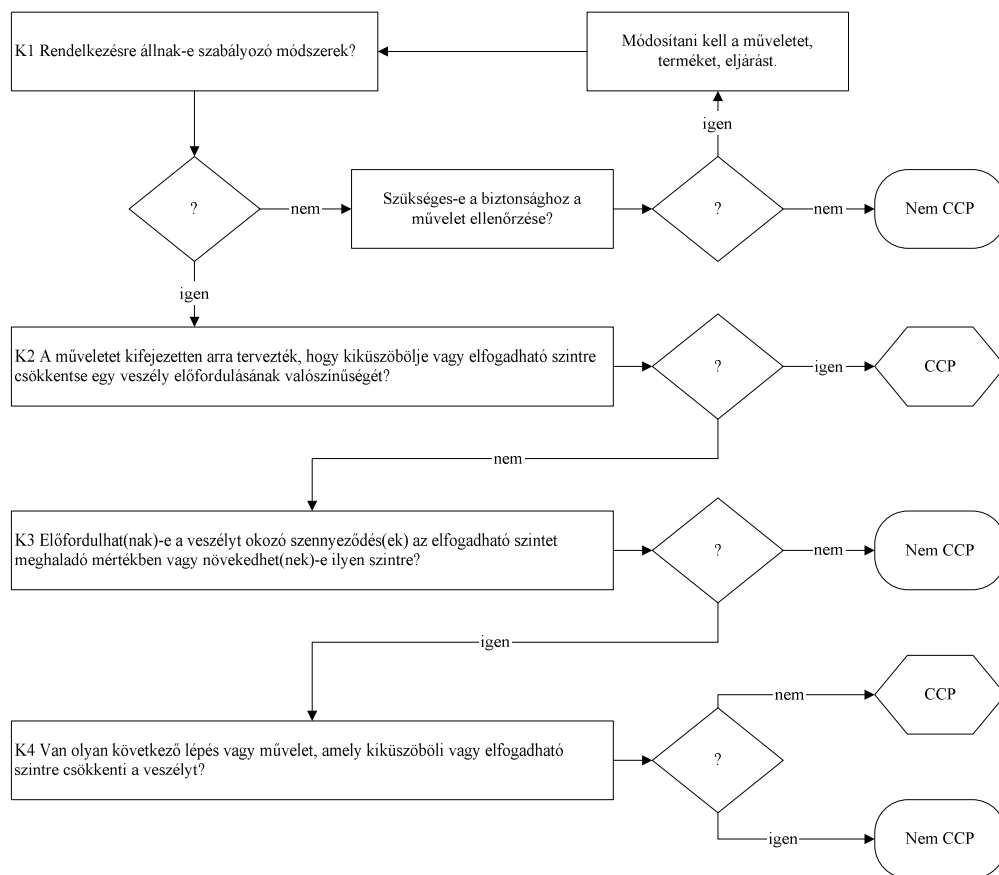 K1 Rendelkezésre állnak-e szabályozó módszerek?
Módosítani kell a műveletet,
terméket, eljárást.
igen
?
nem
Szükséges-e a biztonsághoz a
művelet ellenőrzése?
?
nem
Nem CCP
igen
K2 A műveletet kifejezetten arra tervezték, hogy kiküszöbölje vagy elfogadható szintre
csökkentse egy veszély előfordulásának valószínűségét?
?
igen
CCP
nem
K3 Előfordulhat(nak)-e a veszélyt okozó szennyeződés(ek) az elfogadható szintet
meghaladó mértékben vagy növekedhet(nek)-e ilyen szintre?
?
nem
Nem CCP
igen
nem
CCP
K4 Van olyan következő lépés vagy művelet, amely kiküszöböli vagy elfogadható
szintre csökkenti a veszélyt?
?
igen
Nem CCP